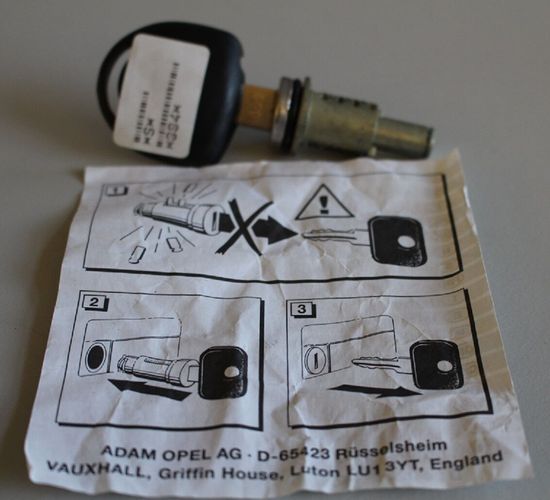 1
2
3
ADAM OPEL AG · D-65423 Rüsselsheim
VAUXHALL, Griffin House, Luton LU1 3YT, England